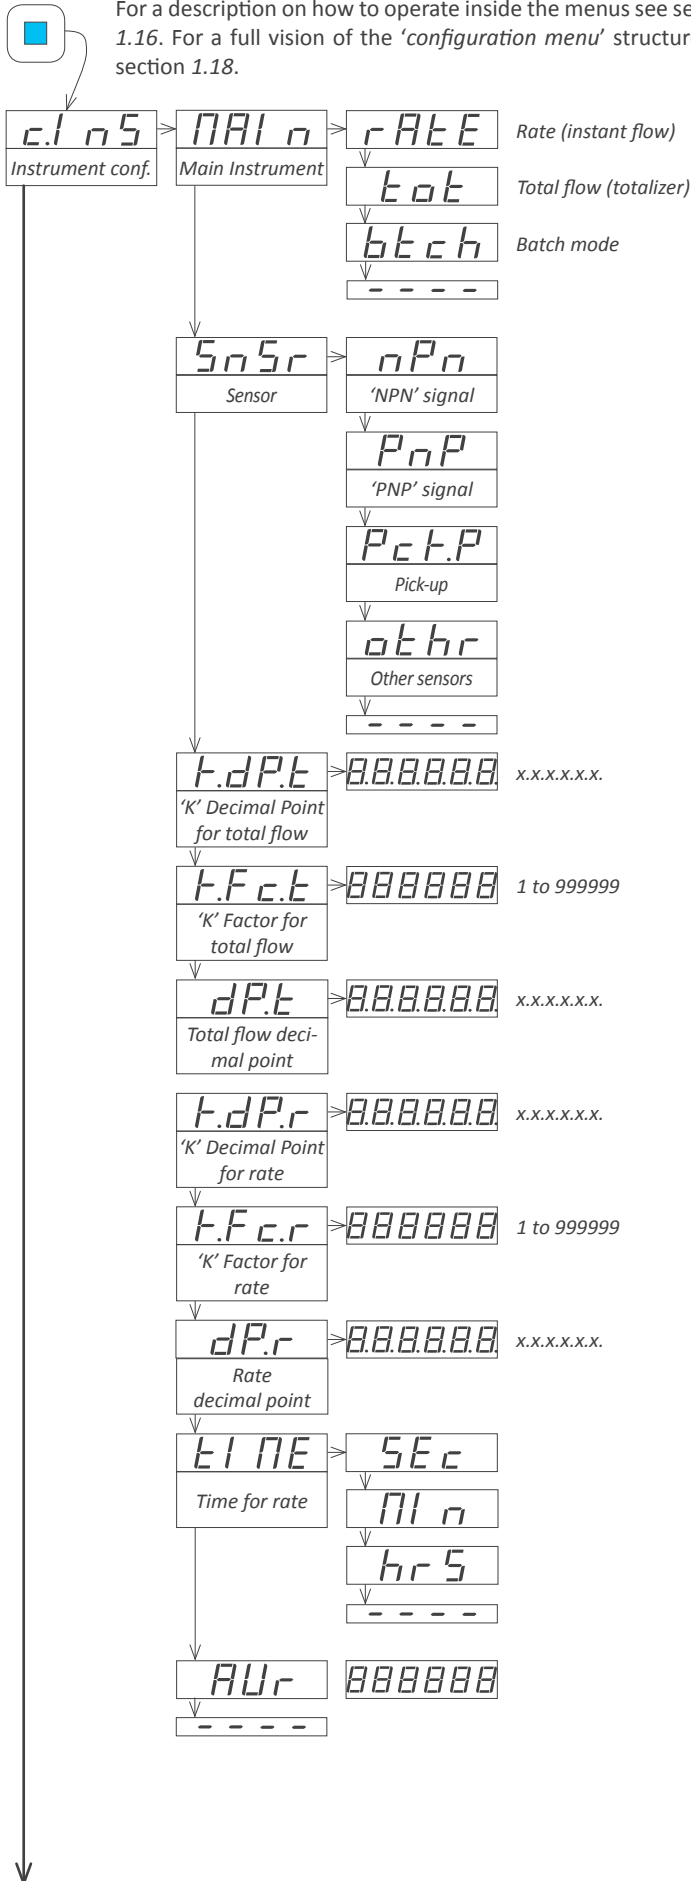 For a description on how to operate inside the menus see se
1.16. For a full vision of the ‘configuration menu’ structur
section 1.18.
c.InS
MAIn
rAtE
Rate (instant flow)
Instrument conf.
Main Instrument
tot
Total flow (totalizer)
btch
Batch mode
- - - -
SnSr
nPn
Sensor
‘NPN’ signal
PnP
‘PNP’ signal
Pck.P
Pick-up
othr
Other sensors
- - - -
k.dP.t
8.8.8.8.8.8.
x.x.x.x.x.x.
‘K’ Decimal Point
for total flow
k.Fc.t
888888
1 to 999999
‘K’ Factor for
total flow
dP.t
8.8.8.8.8.8.
x.x.x.x.x.x.
Total flow deci-
mal point
k.dP.r
8.8.8.8.8.8.
x.x.x.x.x.x.
‘K’ Decimal Point
for rate
k.Fc.r
888888
1 to 999999
‘K’ Factor for
rate
dP.r
8.8.8.8.8.8.
x.x.x.x.x.x.
Rate
decimal point
tIME
SEc
Time for rate
MIn
hrS
- - - -
AVr
888888
- - - -